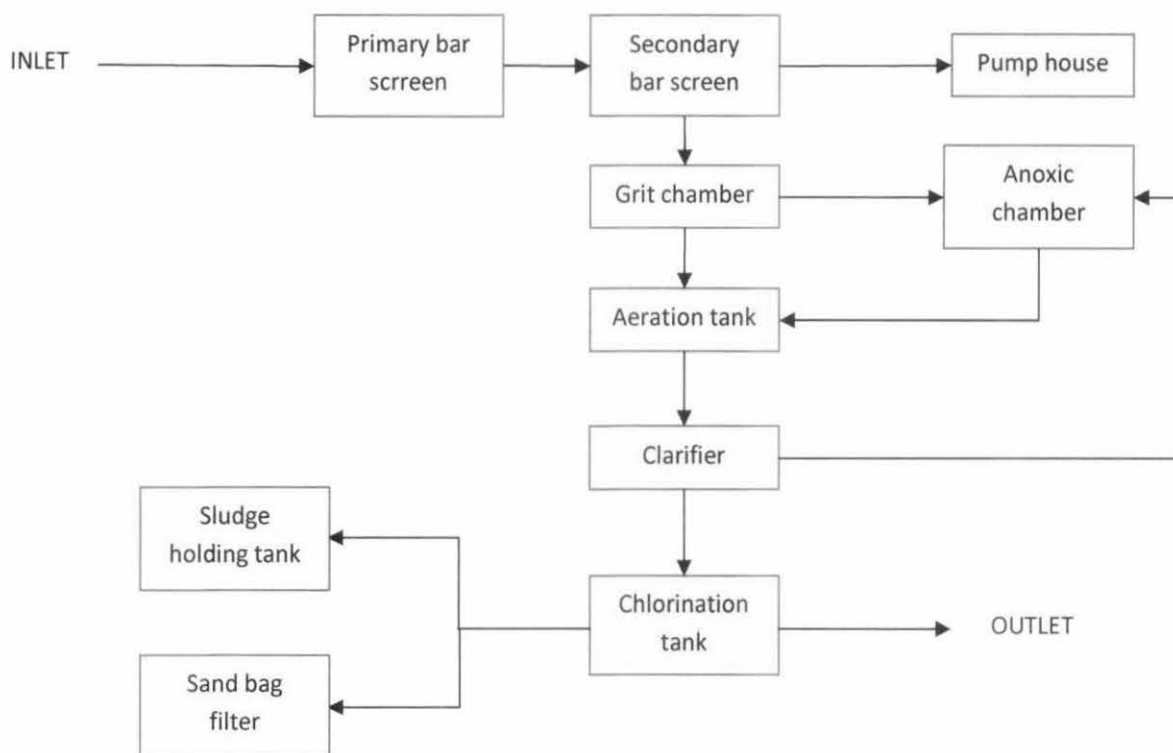 INLET
Primary bar
scrreen
Secondary
bar screen
Pump house
Grit chamber
Anoxic
chamber
Aeration tank
Clarifier
Sludge
holding tank
Chlorination
tank
OUTLET
Sand bag
filter